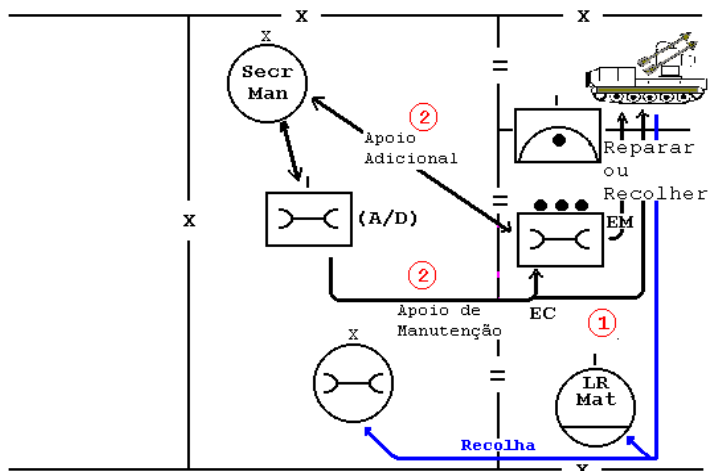 X
X
X
Secr
Man
2
Apoio
Adicional
Reparar
ou
Recolher
X
(A/D)
EM
2
Apoio de
Manutenção
EC
1
X
LR
Mat
Recolha
X
X